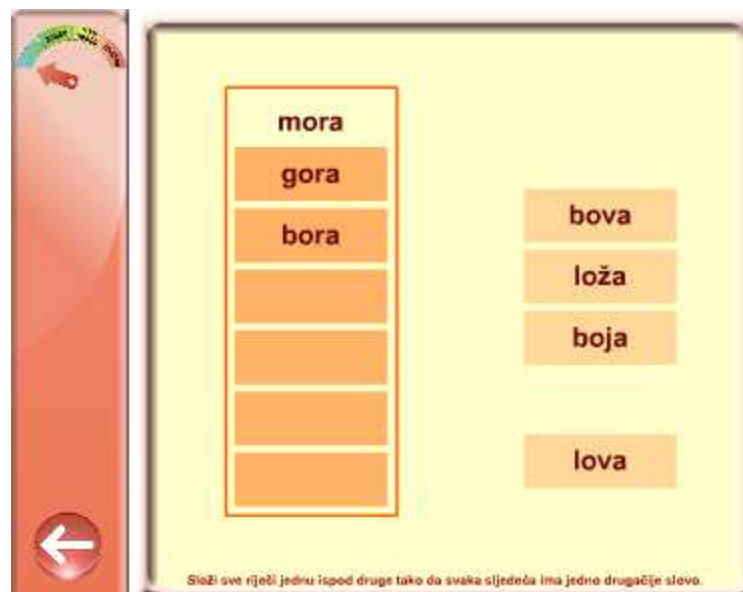 mora
gora
bora
bova
loža
boja
lova
Složi sve riječi jednu ispod druge tako da svaka sljedeća ima jedno drugačije slovo.